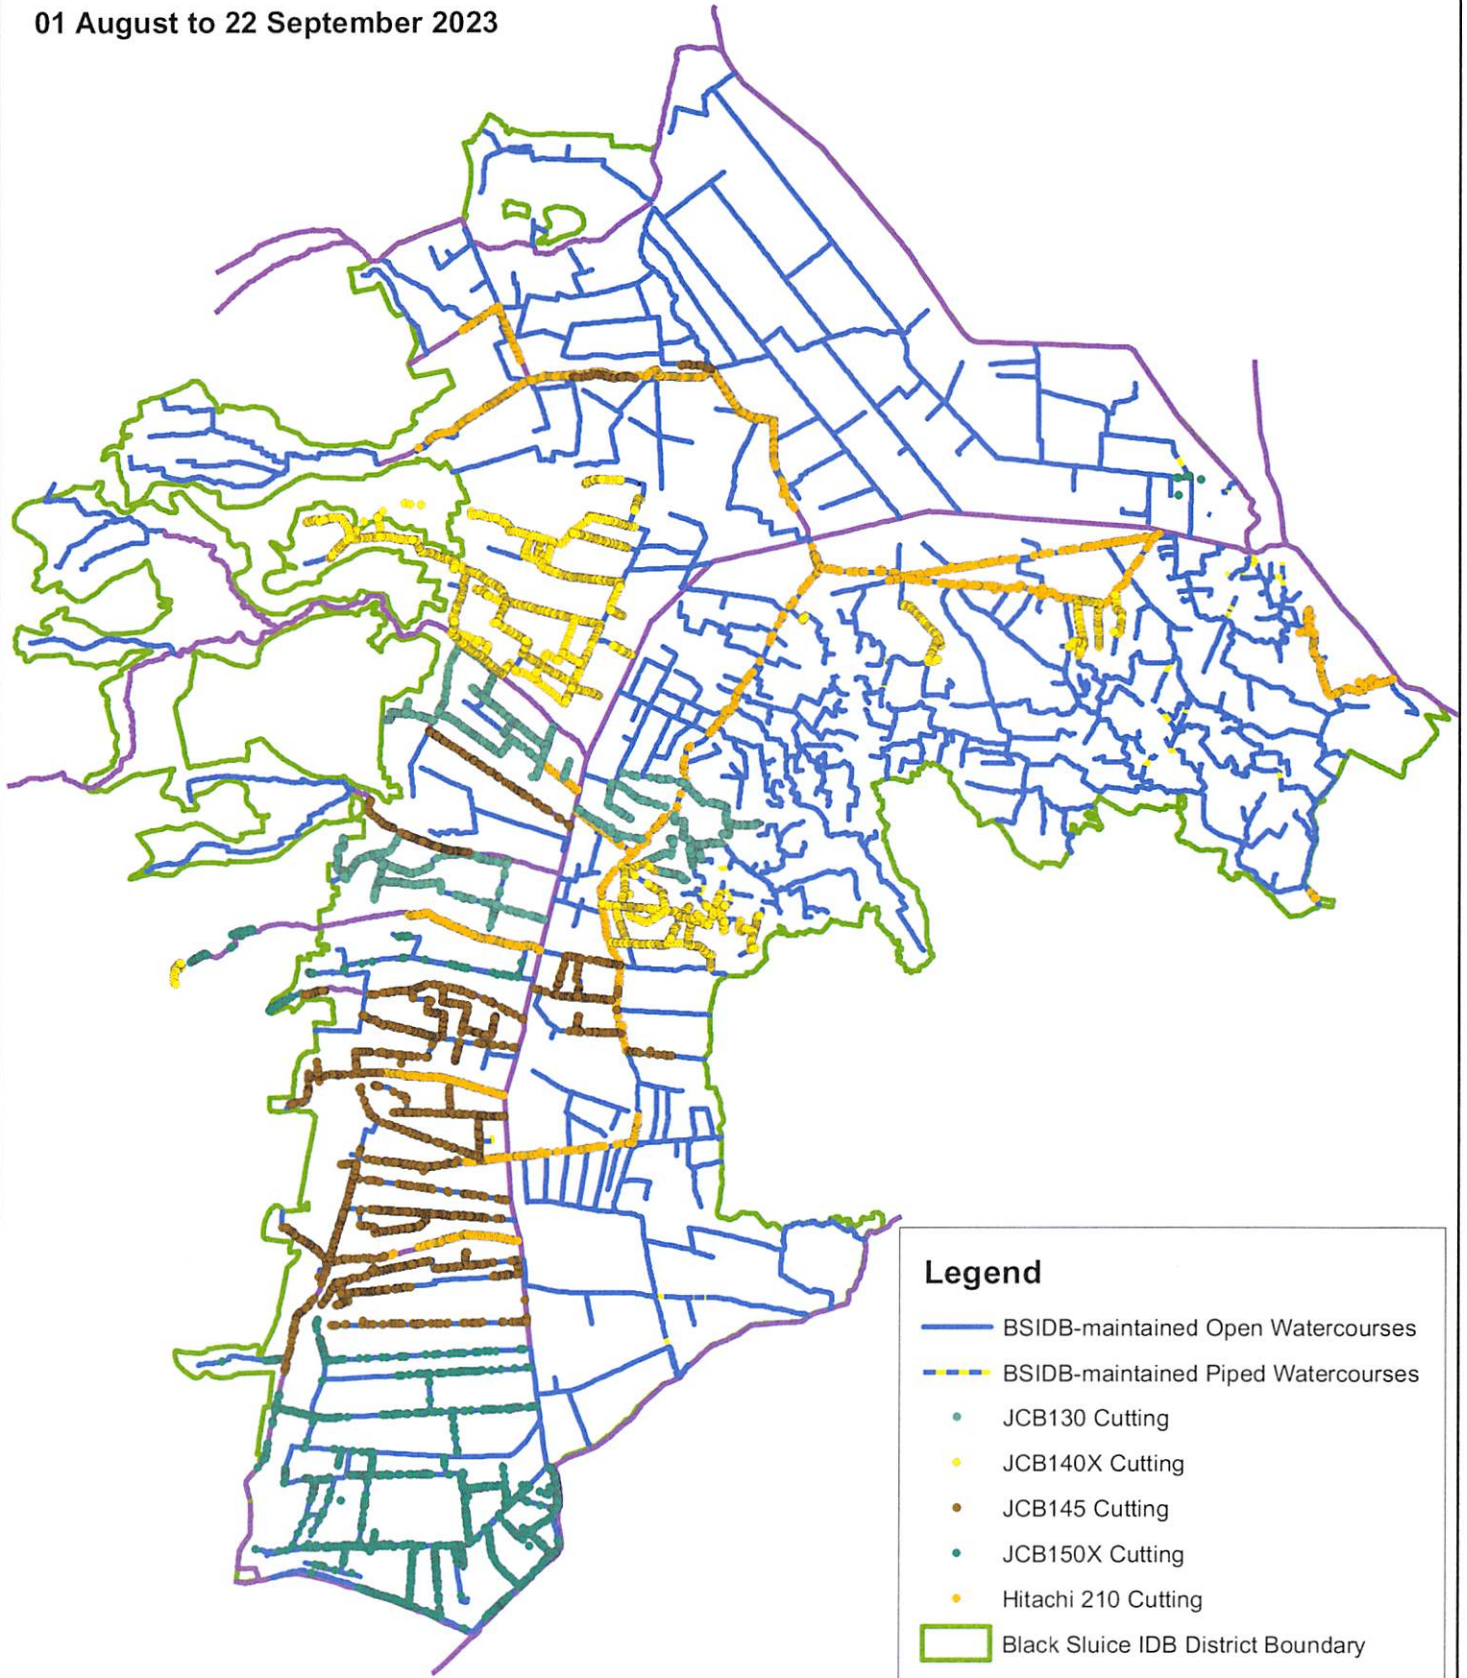 01 August to 22 September 2023
Legend
BSIDB-maintained Open Watercourses
BSIDB-maintained Piped Watercourses
JCB130 Cutting
JCB140X Cutting
JCB145 Cutting
JCB150X Cutting
Hitachi 210 Cutting
Black Sluice IDB District Boundary